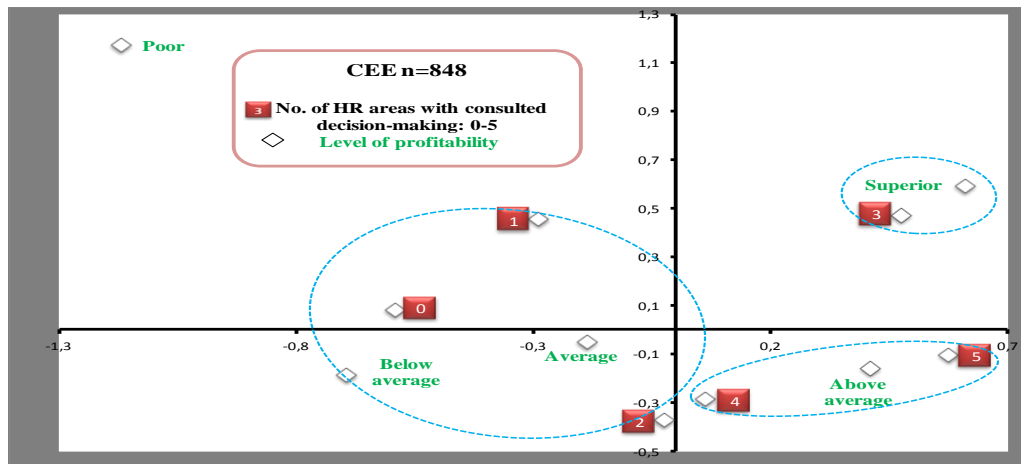 1,3
Poor
CEE n=848
1,1
3 No. of HR areas with consulted
decision-making: 0-5
Level of profitability
0,9
0,7
Superior
0,5
1
3
0,3
0
0,1
-1,3
-0,8
-0,3
0,2
0,7
-0,1
Below
average
Average
5
Above
average
-0,3
4
2
-0,5